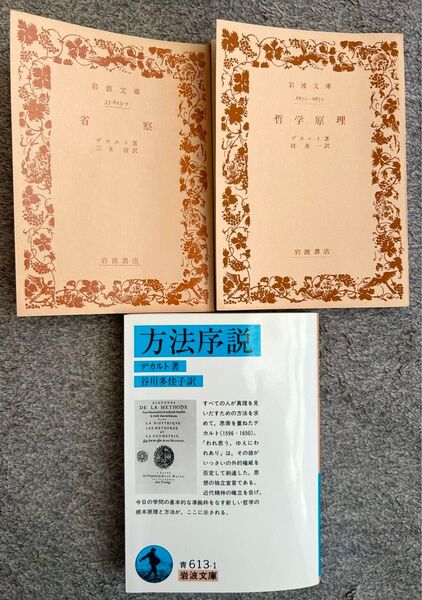 岩波文庫
33-613-2
省察
デカルト著
三木清訳
岩波書店
岩波文庫
6671-6672
哲学原理
デカルト著
桂寿一訳
岩波書店
方法序説
デカルト著
谷川多佳子訳
DISCOURS
DE LA METHODE
LA DIOPTRIQUE
LES METEORES
ET
LA GEOMETRIE
すべての人が真理を見
いだすための方法を求
めて,思索を重ねたデ
カルト(1596-1650).
「われ思う,ゆえにわ
れあり」は,その彼が
いっさいの外的権威を
否定して到達した,思
想の独立宣言である.
近代精神の確立を告げ,
今日の学問の基本的な準拠枠をなす新しい哲学の
根本原理と方法が,ここに示される.
青613-1
岩波文庫